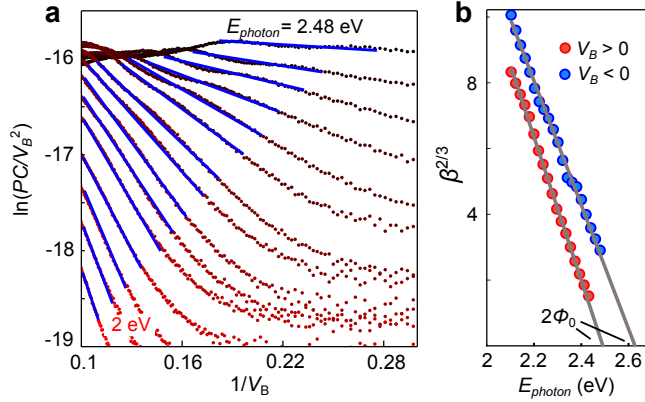 a
E_photon = 2.48 eV
ln(PC/V_B^2)
-16
-17
-18
-19
2 eV
0.1
0.16
0.22
0.28
1/V_B
b
V_B > 0
V_B < 0
β^2/3
8
4
2Φ_0
2
2.2
2.4
2.6
E_photon (eV)